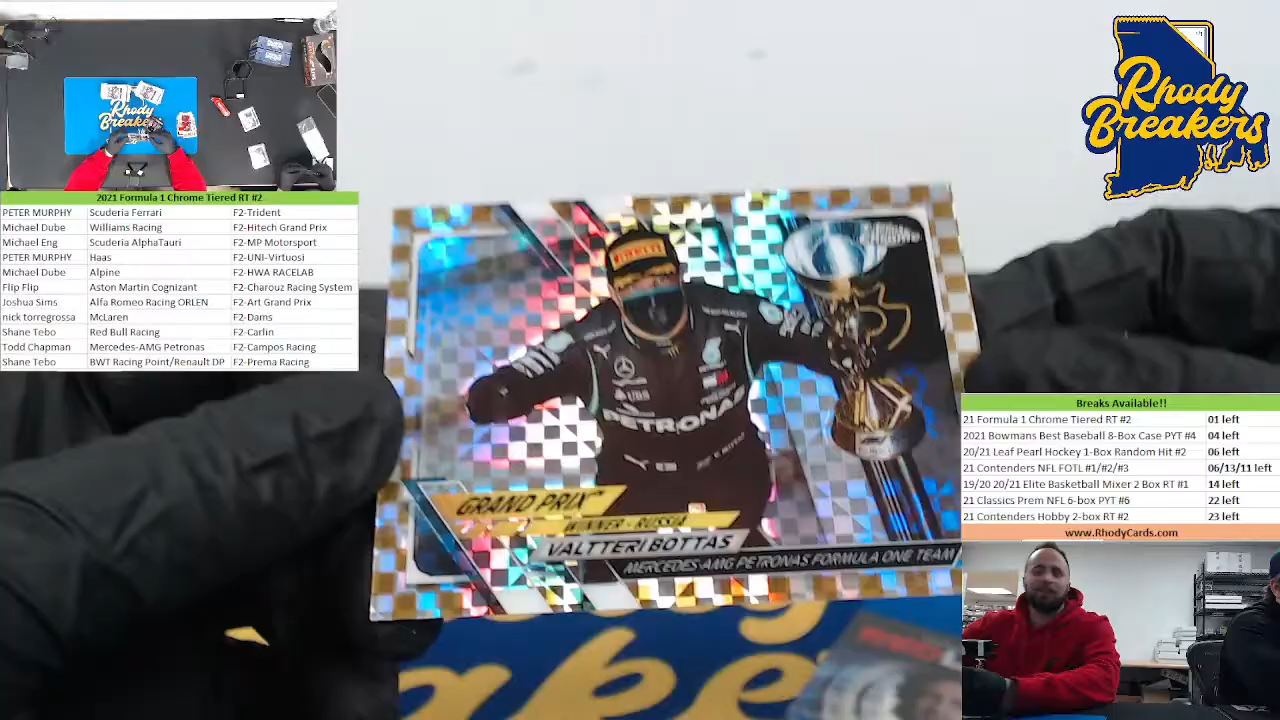 Rhody
Breakers
2021 Formula 1 Chrome Tiered RT #2
PETER MURPHY Scuderia Ferrari F2-Trident
Michael Dube Williams Racing F2-Hitech Grand Prix
Michael Eng Scuderia AlphaTauri F2-MP Motorsport
PETER MURPHY Haas F2-UNI-Virtuosi
Michael Dube Alpine F2-HWA RACELAB
Flip Flip Aston Martin Cognizant F2-Charouz Racing System
Joshua Sims Alfa Romeo Racing ORLEN F2-Art Grand Prix
nick torregrossa McLaren F2-Dams
Shane Tebo Red Bull Racing F2-Carlin
Todd Chapman Mercedes-AMG Petronas F2-Campos Racing
Shane Tebo BWT Racing Point/Renault DP F2-Prema Racing
Rhody
Breakers
PIRELLI
PETRONAS
GRAND PRIX™
WINNER - RUSSIA
VALTTERI BOTTAS
MERCEDES-AMG PETRONAS FORMULA ONE TEAM
Breaks Available!!
21 Formula 1 Chrome Tiered RT #2 01 left
2021 Bowmans Best Baseball 8-Box Case PYT #4 04 left
20/21 Leaf Pearl Hockey 1-Box Random Hit #2 06 left
21 Contenders NFL FOTL #1/#2/#3 06/13/11 left
19/20 20/21 Elite Basketball Mixer 2 Box RT #1 14 left
21 Classics Prem NFL 6-box PYT #6 22 left
21 Contenders Hobby 2-box RT #2 23 left
www.RhodyCards.com